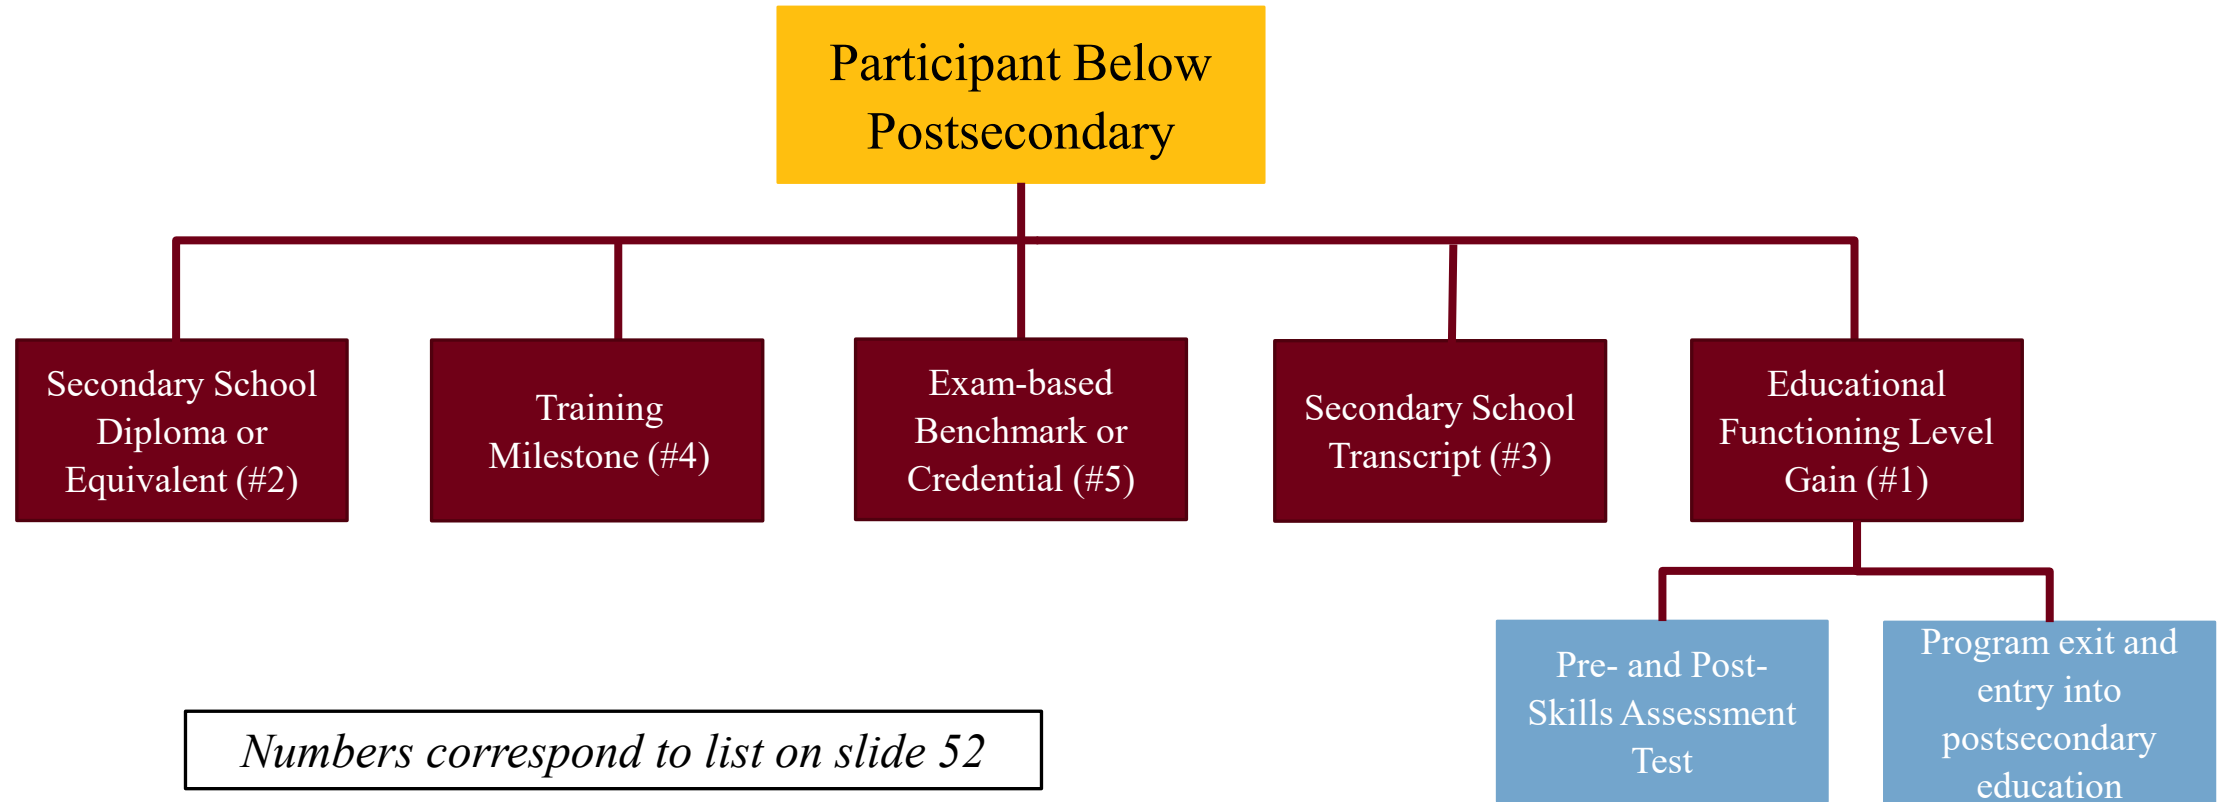 Participant Below
Postsecondary
Secondary School
Diploma or
Equivalent (#2)
Training
Milestone (#4)
Exam-based
Benchmark or
Credential (#5)
Secondary School
Transcript (#3)
Educational
Functioning Level
Gain (#1)
Pre- and Post-
Skills Assessment
Test
Program exit and
entry into
postsecondary
education
Numbers correspond to list on slide 52